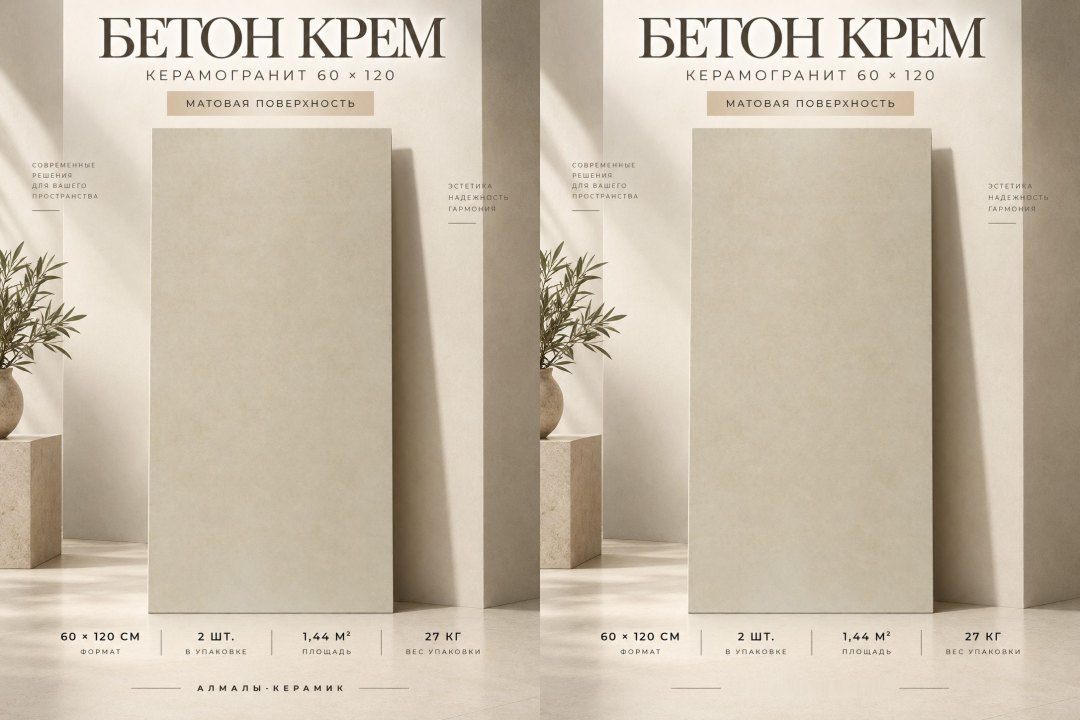 БЕТОН КРЕМ
КЕРАМОГРАНИТ 60 × 120
МАТОВАЯ ПОВЕРХНОСТЬ
СОВРЕМЕННЫЕ
РЕШЕНИЯ
ДЛЯ ВАШЕГО
ПРОСТРАНСТВА
ЭСТЕТИКА
НАДЕЖНОСТЬ
ГАРМОНИЯ
60 × 120 СМ
ФОРМАТ
2 ШТ.
В УПАКОВКЕ
1,44 М²
ПЛОЩАДЬ
27 КГ
ВЕС УПАКОВКИ
АЛМАЛЫ·КЕРАМИК
БЕТОН КРЕМ
КЕРАМОГРАНИТ 60 × 120
МАТОВАЯ ПОВЕРХНОСТЬ
СОВРЕМЕННЫЕ
РЕШЕНИЯ
ДЛЯ ВАШЕГО
ПРОСТРАНСТВА
ЭСТЕТИКА
НАДЕЖНОСТЬ
ГАРМОНИЯ
60 × 120 СМ
ФОРМАТ
2 ШТ.
В УПАКОВКЕ
1,44 М²
ПЛОЩАДЬ
27 КГ
ВЕС УПАКОВКИ